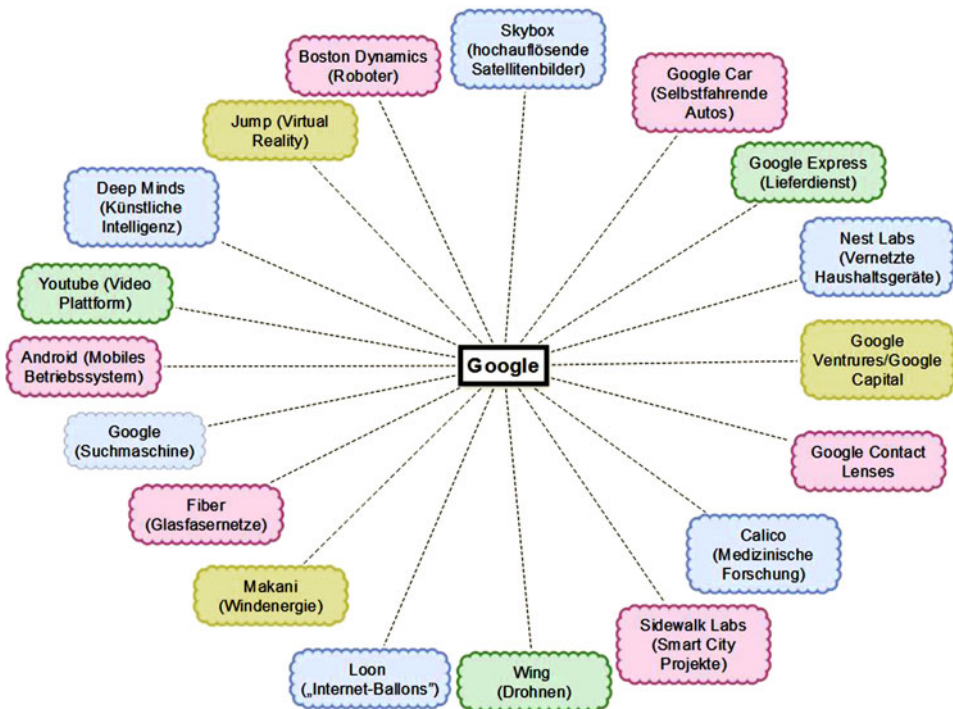 Skybox
(hochauflösende
Satellitenbilder)
Boston Dynamics
(Roboter)
Google Car
(Selbstfahrende
Autos)
Jump (Virtual
Reality)
Google Express
(Lieferdienst)
Deep Minds
(Künstliche
Intelligenz)
Nest Labs
(Vernetzte
Haushaltsgeräte)
Youtube (Video
Plattform)
Google
Google
Ventrures/Google
Capital
Android (Mobiles
Betriebssystem)
Google
(Suchmaschine)
Google Contact
Lenses
Fiber
(Glasfasernetze)
Calico
(Medizinische
Forschung)
Makani
(Windenergie)
Sidewalk Labs
(Smart City
Projekte)
Loon
(„Internet-Ballons”)
Wing
(Drohnen)